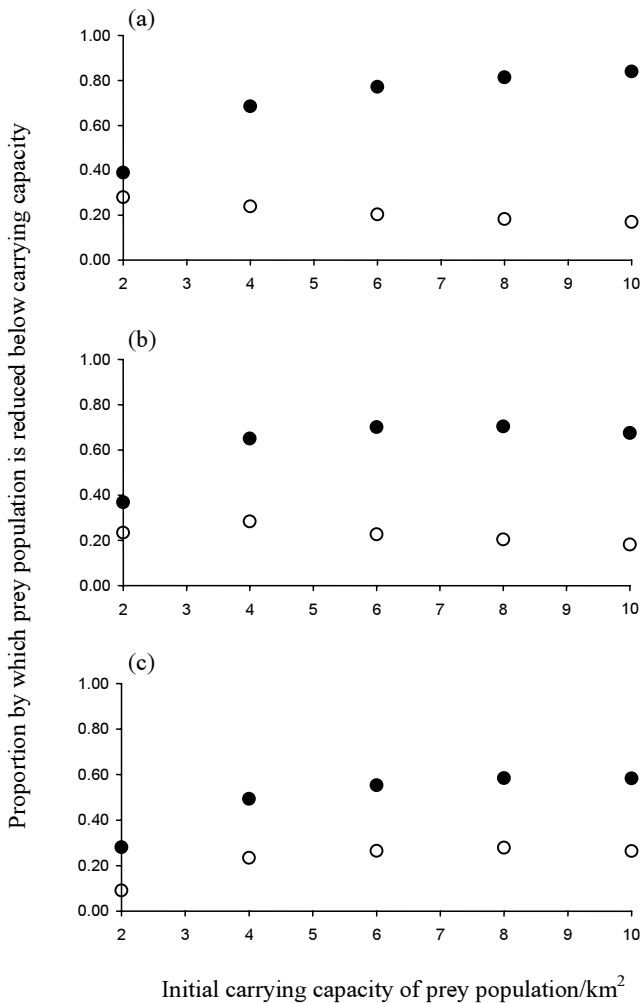 Proportion by which prey population is reduced below carrying capacity
(a)
1.00
0.80
0.60
0.40
0.20
0.00
2 3 4 5 6 7 8 9 10
(b)
1.00
0.80
0.60
0.40
0.20
0.00
2 3 4 5 6 7 8 9 10
(c)
1.00
0.80
0.60
0.40
0.20
0.00
2 3 4 5 6 7 8 9 10
Initial carrying capacity of prey population/km²